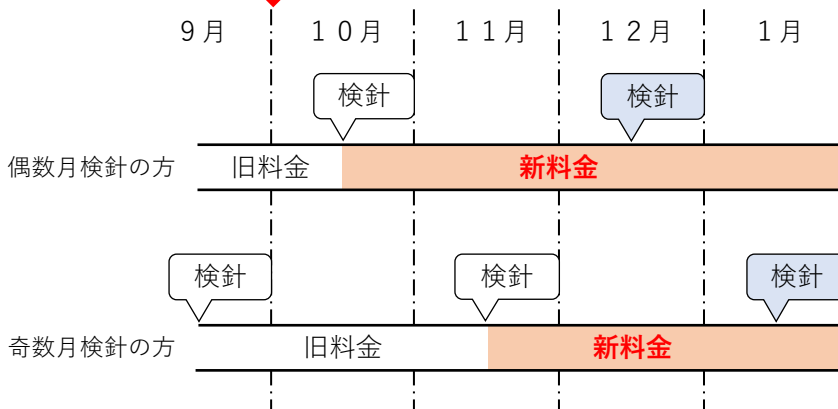 9月 １０月 １１月 １２月 1月
検針 検針
偶数月検針の方 旧料金 新料金
検針 検針 検針
奇数月検針の方 旧料金 新料金